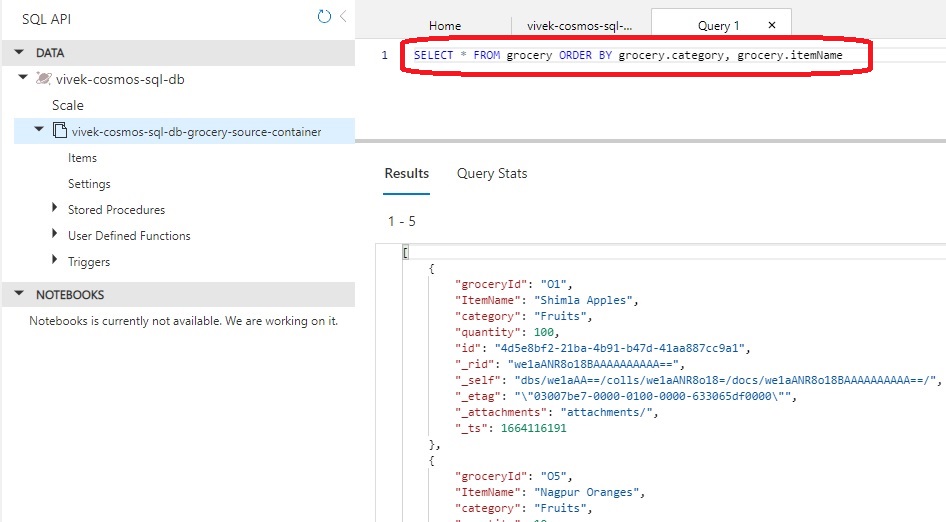 SQL API
Home
vivek-cosmos-sql-...
Query 1
DATA
1 SELECT * FROM grocery ORDER BY grocery.category, grocery.itemName
vivek-cosmos-sql-db
Scale
vivek-cosmos-sql-db-grocery-source-container
Items
Settings
Stored Procedures
User Defined Functions
Triggers
NOTEBOOKS
Notebooks is currently not available. We are working on it.
Results Query Stats
1 - 5
[
{
"groceryId": "O1",
"ItemName": "Shimla Apples",
"category": "Fruits",
"quantity": 100,
"id": "4d5e8bf2-21ba-4b91-b47d-41aa887cc9a1",
"_rid": "we1aANR8o18BAAAAAAAAAA==",
"_self": "dbs/we1aAA==/colls/we1aANR8o18=/docs/we1aANR8o18BAAAAAAAAAA==/",
"_etag": "\"03007be7-0000-0100-0000-633065df0000\"",
"_attachments": "attachments/",
"_ts": 1664116191
},
{
"groceryId": "O5",
"ItemName": "Nagpur Oranges",
"category": "Fruits",